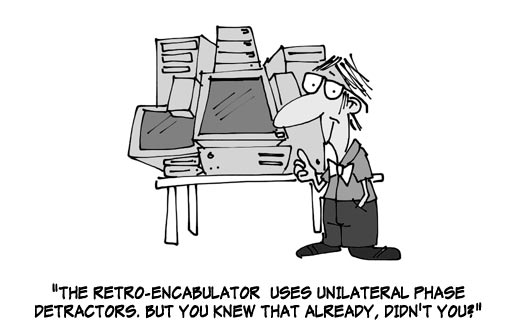 "THE RETRO-ENCABULATOR USES UNILATERAL PHASE
DETRACTORS. BUT YOU KNEW THAT ALREADY, DIDN'T YOU?"